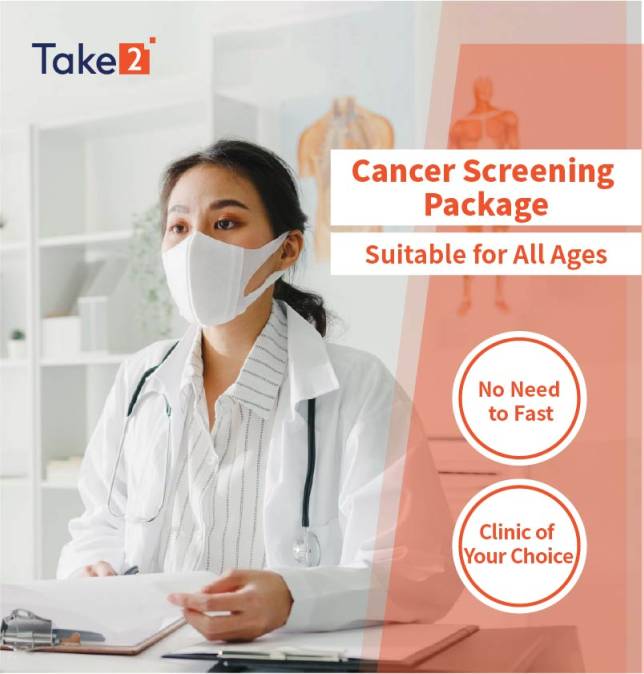 Take2
Cancer Screening
Package
Suitable for All Ages
No Need
to Fast
Clinic of
Your Choice